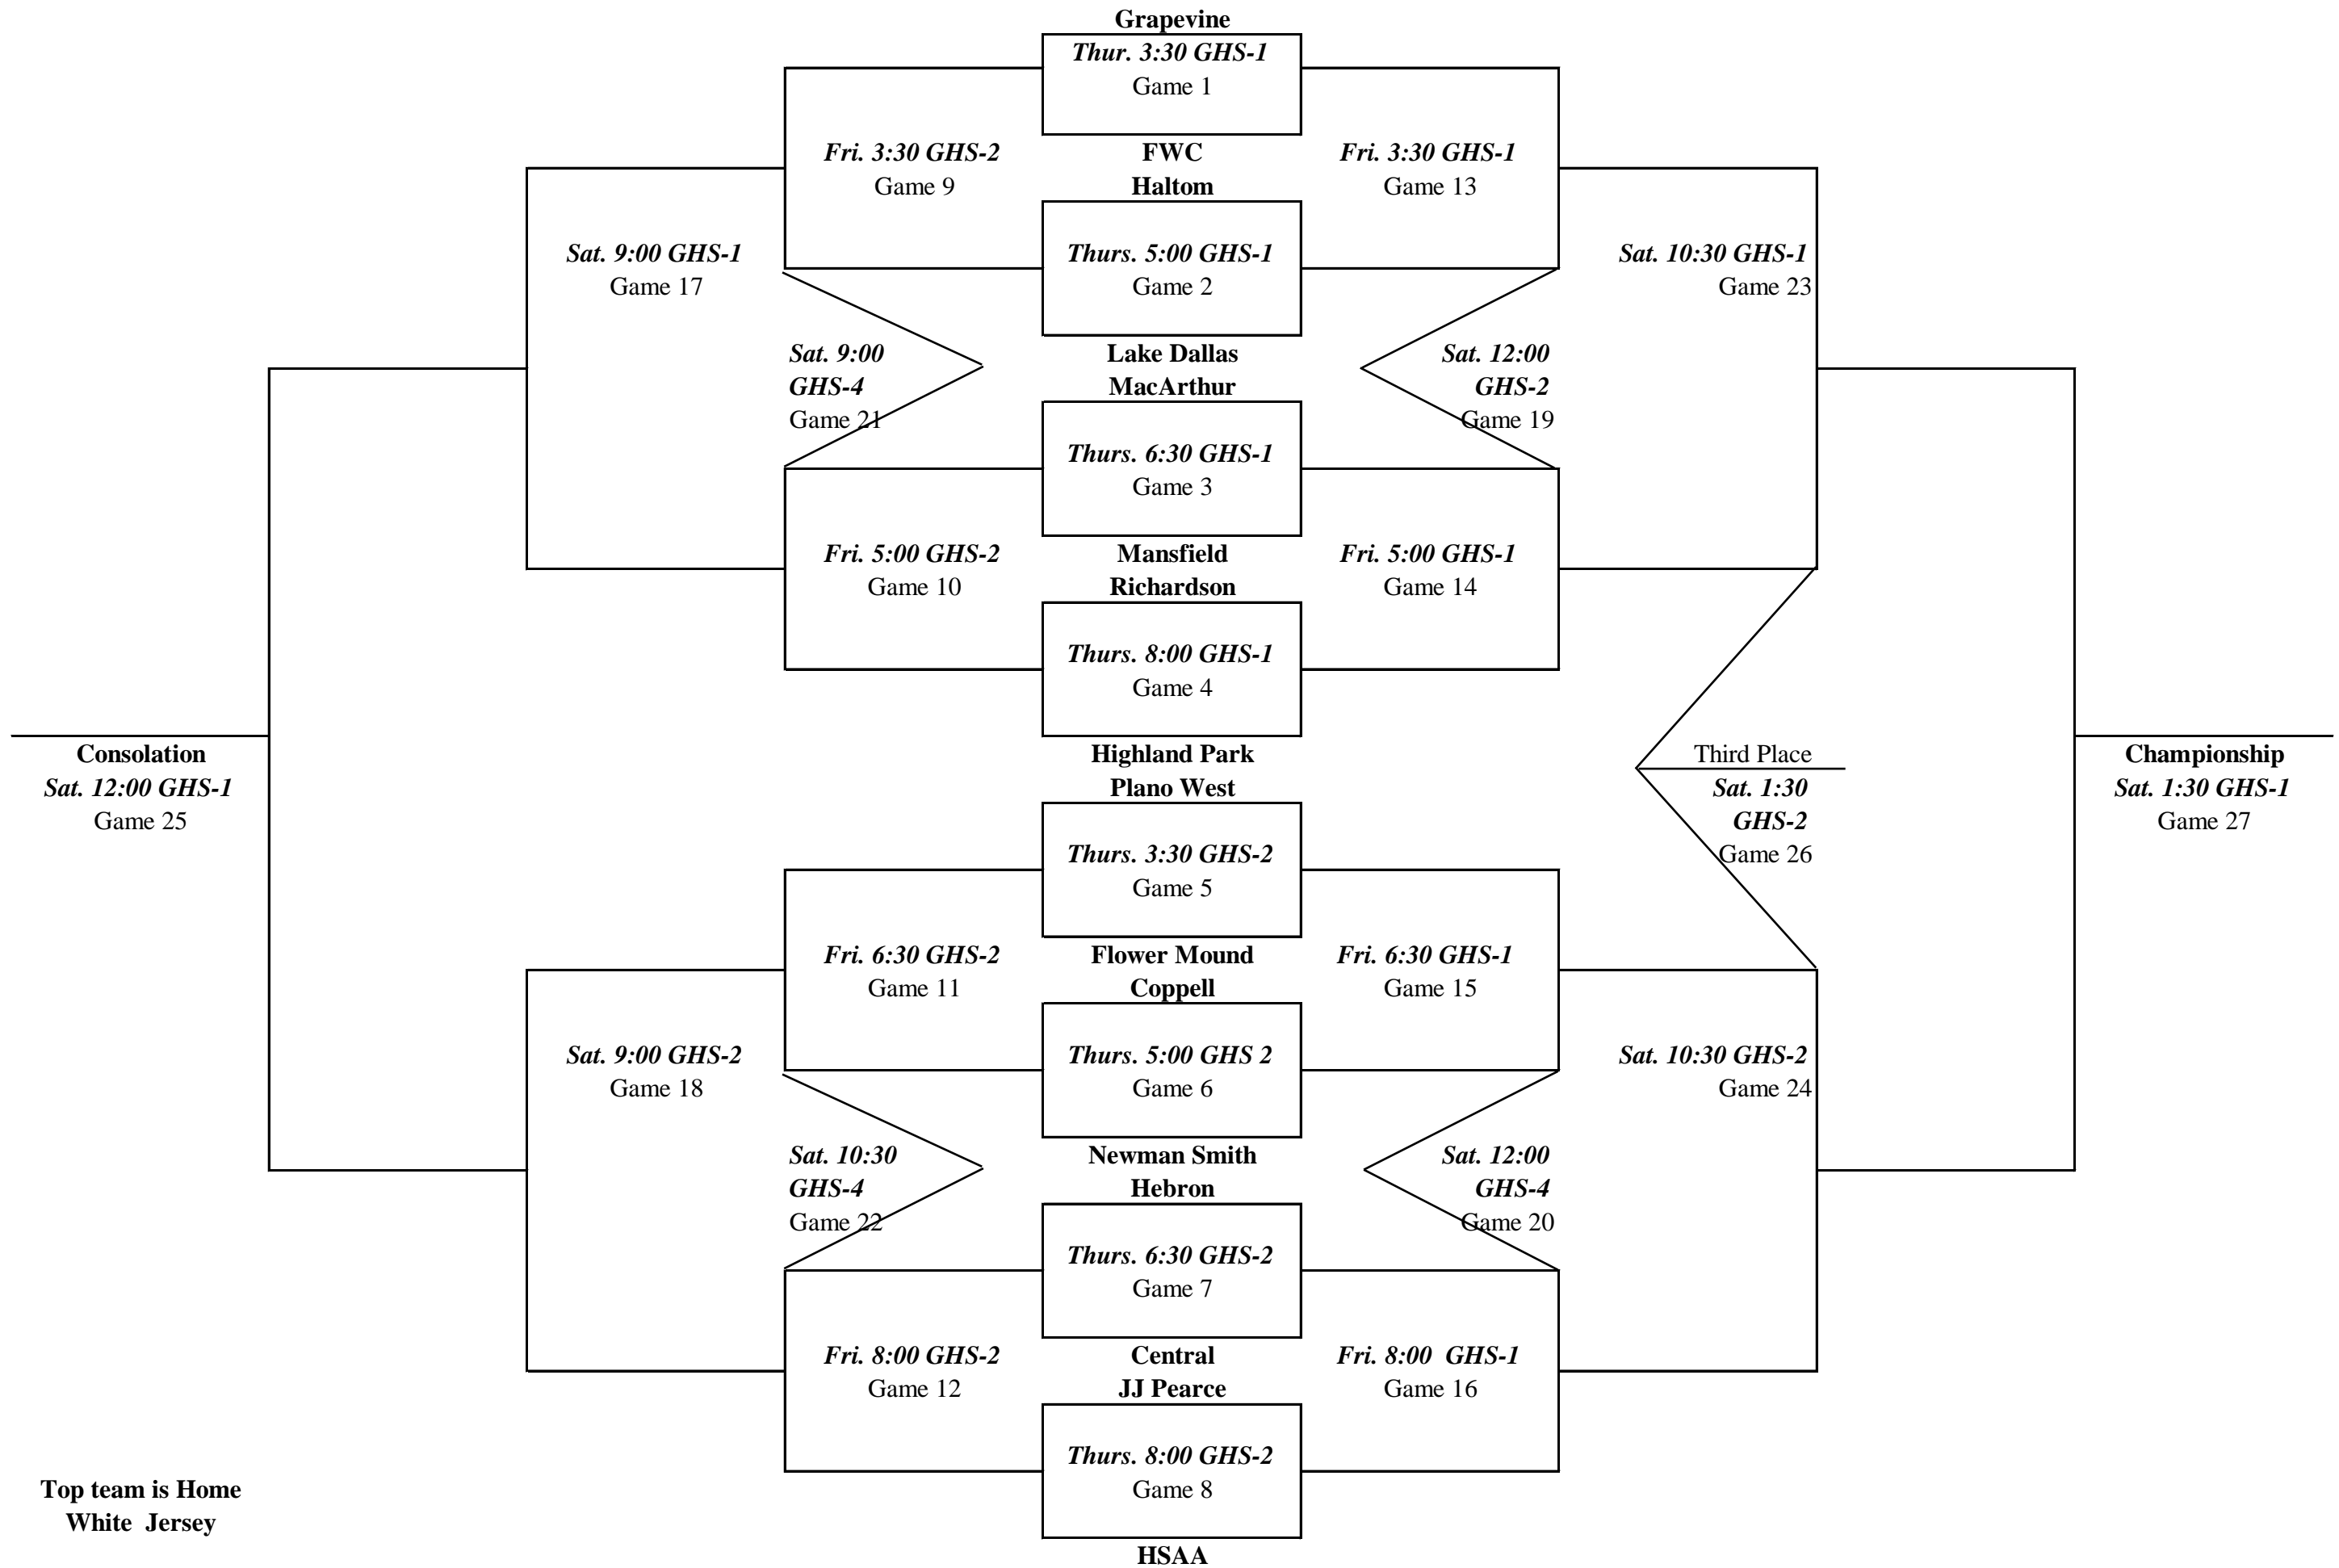 Grapevine
Thur. 3:30 GHS-1
Game 1
Fri. 3:30 GHS-2
Game 9
FWC
Haltom
Fri. 3:30 GHS-1
Game 13
Sat. 9:00 GHS-1
Game 17
Thurs. 5:00 GHS-1
Game 2
Sat. 10:30 GHS-1
Game 23
Sat. 9:00
GHS-4
Game 21
Lake Dallas
MacArthur
Sat. 12:00
GHS-2
Game 19
Thurs. 6:30 GHS-1
Game 3
Fri. 5:00 GHS-2
Game 10
Mansfield
Richardson
Fri. 5:00 GHS-1
Game 14
Thurs. 8:00 GHS-1
Game 4
Consolation
Sat. 12:00 GHS-1
Game 25
Highland Park
Plano West
Third Place
Sat. 1:30
GHS-2
Game 26
Championship
Sat. 1:30 GHS-1
Game 27
Thurs. 3:30 GHS-2
Game 5
Fri. 6:30 GHS-2
Game 11
Flower Mound
Coppell
Fri. 6:30 GHS-1
Game 15
Sat. 9:00 GHS-2
Game 18
Thurs. 5:00 GHS 2
Game 6
Sat. 10:30 GHS-2
Game 24
Sat. 10:30
GHS-4
Game 22
Newman Smith
Hebron
Sat. 12:00
GHS-4
Game 20
Thurs. 6:30 GHS-2
Game 7
Fri. 8:00 GHS-2
Game 12
Central
JJ Pearce
Fri. 8:00  GHS-1
Game 16
Thurs. 8:00 GHS-2
Game 8
Top team is Home
White  Jersey
HSAA